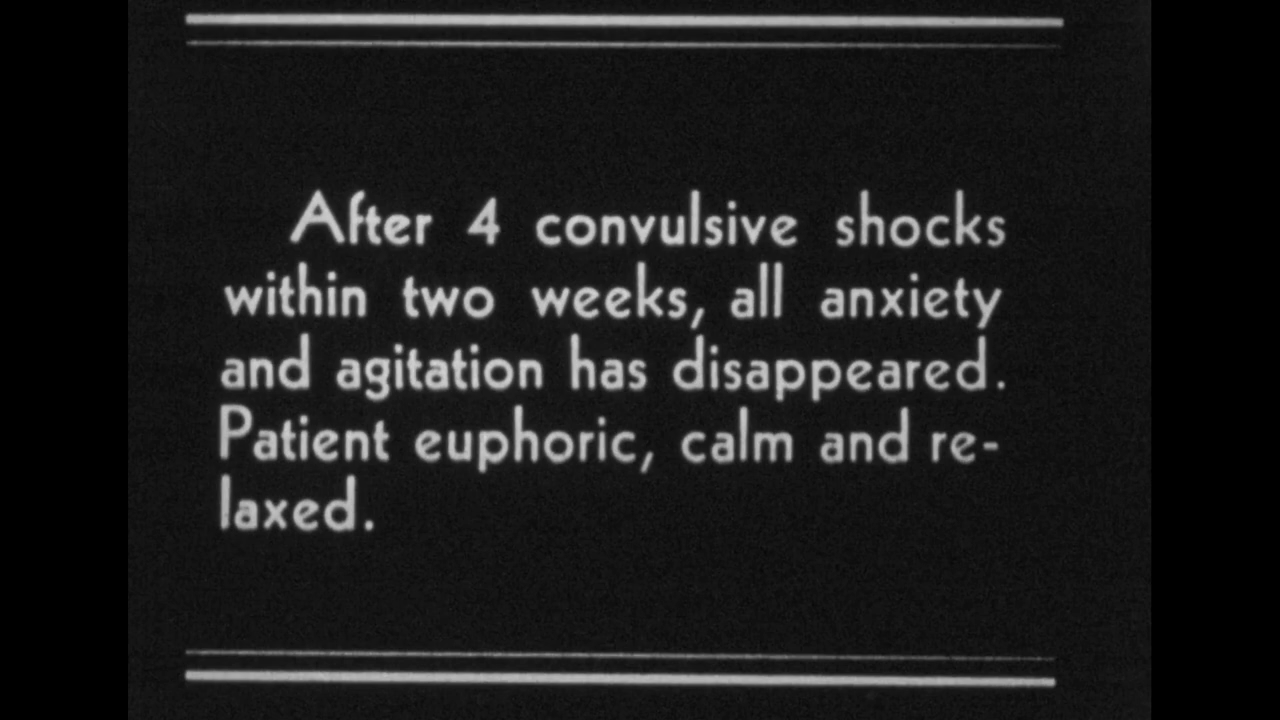 After 4 convulsive shocks
within two weeks, all anxiety
and agitation has disappeared.
Patient euphoric, calm and re-
laxed.